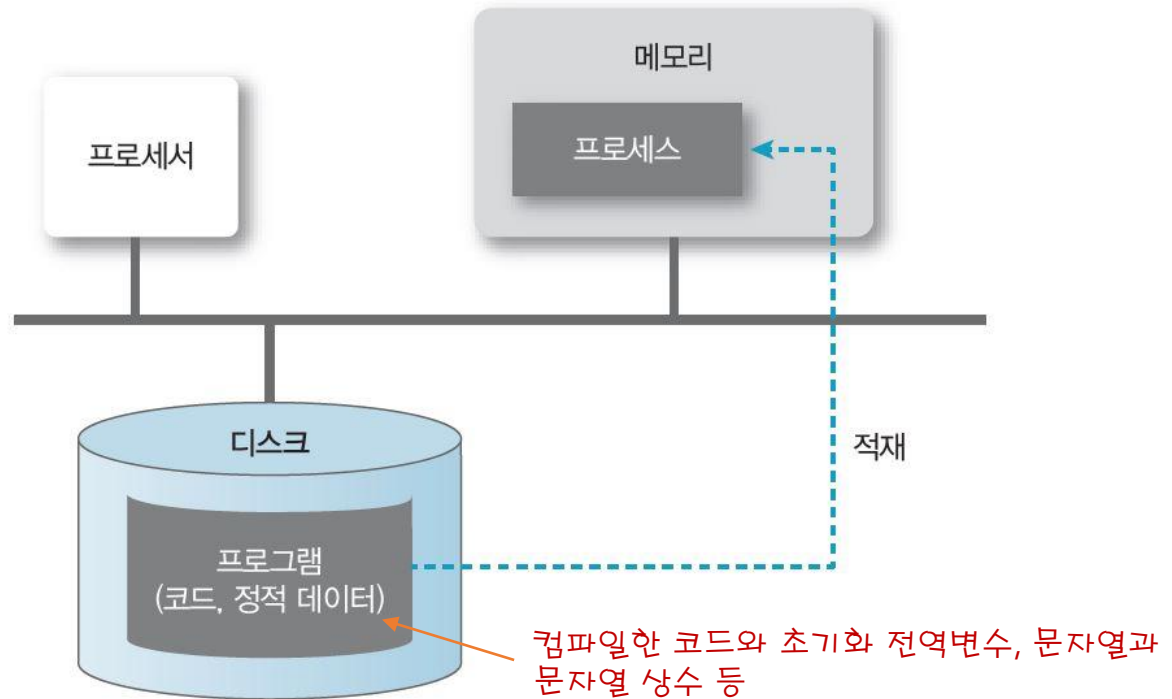 메모리
프로세서
프로세스
디스크
적재
프로그램
(코드, 정적 데이터)
컴파일한 코드와 초기화 전역변수, 문자열과
문자열 상수 등